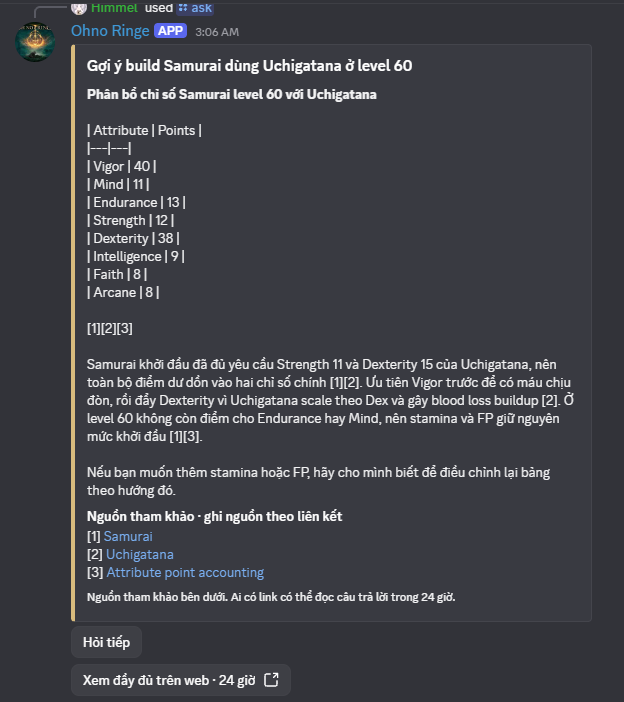 Himmel used ask
Ohno Ringe APP 3:06 AM
Gợi ý build Samurai dùng Uchigatana ở level 60
Phân bổ chỉ số Samurai level 60 với Uchigatana
| Attribute | Points |
|---|---|
| Vigor | 40 |
| Mind | 11 |
| Endurance | 13 |
| Strength | 12 |
| Dexterity | 38 |
| Intelligence | 9 |
| Faith | 8 |
| Arcane | 8 |
[1][2][3]
Samurai khởi đầu đã đủ yêu cầu Strength 11 và Dexterity 15 của Uchigatana, nên
toàn bộ điểm dư dồn vào hai chỉ số chính [1][2]. Ưu tiên Vigor trước để có máu chịu
đòn, rồi đẩy Dexterity vì Uchigatana scale theo Dex và gây blood loss buildup [2]. Ở
level 60 không còn điểm cho Endurance hay Mind, nên stamina và FP giữ nguyên
mức khởi đầu [1][3].
Nếu bạn muốn thêm stamina hoặc FP, hãy cho mình biết để điều chỉnh lại bảng
theo hướng đó.
Nguồn tham khảo · ghi nguồn theo liên kết
[1] Samurai
[2] Uchigatana
[3] Attribute point accounting
Nguồn tham khảo bên dưới. Ai có link có thể đọc câu trả lời trong 24 giờ.
Hỏi tiếp
Xem đầy đủ trên web · 24 giờ